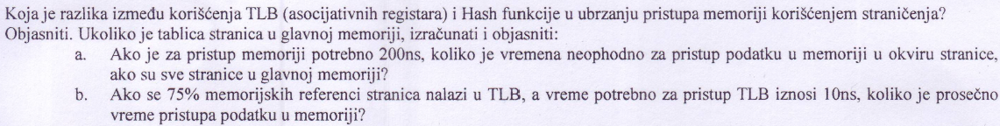 Koja je razlika između korišćenja TLB (asocijativnih registara) i Hash funkcije u ubrzanju pristupa memoriji korišćenjem straničenja?
Objasniti. Ukoliko je tablica stranica u glavnoj memoriji, izračunati i objasniti:
a. Ako je za pristup memoriji potrebno 200ns, koliko je vremena neophodno za pristup podatku u memoriji u okviru stranice,
ako su sve stranice u glavnoj memoriji?
b. Ako se 75% memorijskih referenci stranica nalazi u TLB, a vreme potrebno za pristup TLB iznosi 10ns, koliko je prosečno
vreme pristupa podatku u memoriji?